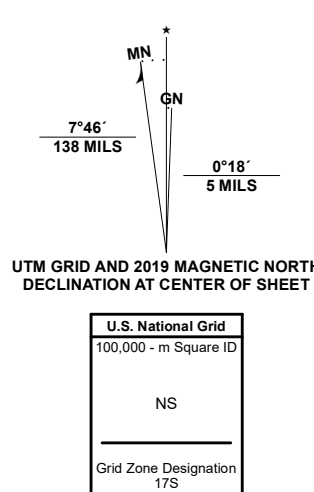 ★
MN
GN
7°46´
138 MILS
0°18´
5 MILS
UTM GRID AND 2019 MAGNETIC NORTH
DECLINATION AT CENTER OF SHEET
U.S. National Grid
100,000 - m Square ID
NS
Grid Zone Designation
17S